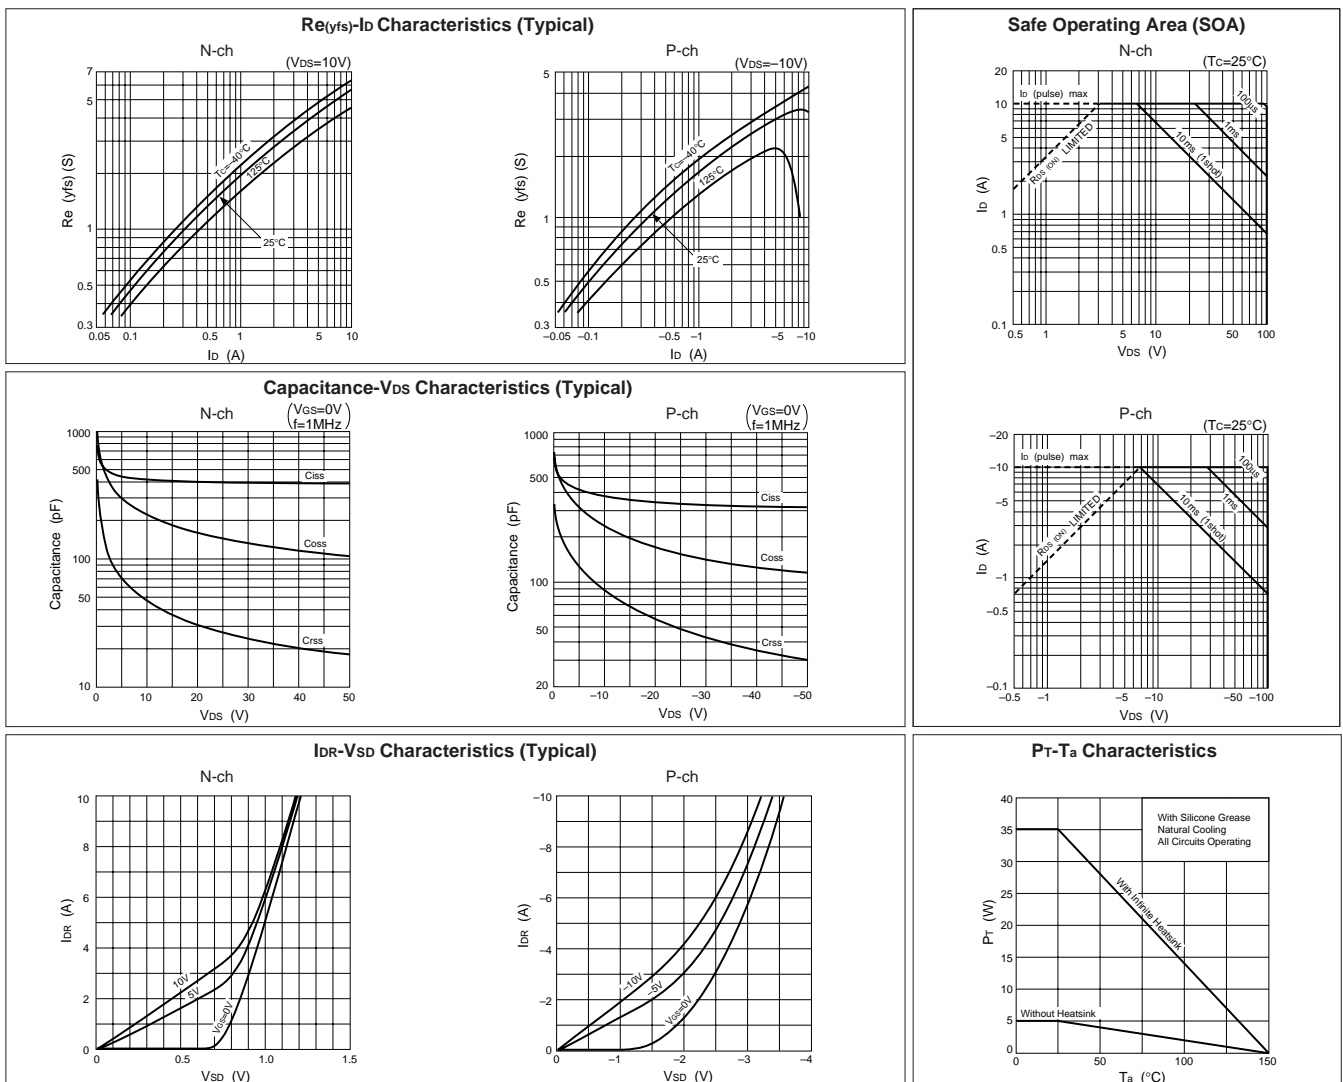 Re(yfs)-ID Characteristics (Typical)
N-ch
(VDS=10V)
7
5
1
0.5
0.3
Re (yfs) (S)
TC=–40°C
125°C
25°C
0.05 0.1 0.5 1 5 10
ID (A)
P-ch
(VDS=–10V)
5
1
0.5
0.3
Re (yfs) (S)
TC=–40°C
125°C
25°C
–0.05 –0.1 –0.5 –1 –5 –10
ID (A)
Safe Operating Area (SOA)
N-ch
(TC=25°C)
20
10
5
1
0.5
0.1
ID (A)
ID (pulse) max
RDS (ON) LIMITED
100µs
1ms
10ms (1shot)
0.5 1 5 10 50 100
VDS (V)
P-ch
(TC=25°C)
–20
–10
–5
–1
–0.5
–0.1
ID (A)
ID (pulse) max
RDS (ON) LIMITED
100µs
1ms
10ms (1shot)
–0.5 –1 –5 –10 –50 –100
VDS (V)
Capacitance-VDS Characteristics (Typical)
N-ch
(VGS=0V
f=1MHz)
1000
500
100
50
10
Capacitance (pF)
Ciss
Coss
Crss
0 10 20 30 40 50
VDS (V)
P-ch
(VGS=0V
f=1MHz)
1000
500
100
50
20
Capacitance (pF)
Ciss
Coss
Crss
0 –10 –20 –30 –40 –50
VDS (V)
IDR-VSD Characteristics (Typical)
N-ch
10
8
6
4
2
0
IDR (A)
10V
5V
VGS=0V
0 0.5 1.0 1.5
VSD (V)
P-ch
–10
–8
–6
–4
–2
0
IDR (A)
–10V
–5V
VGS=0V
0 –1 –2 –3 –4
VSD (V)
PT-Ta Characteristics
40
35
30
25
20
15
10
5
0
PT (W)
With Silicone Grease
Natural Cooling
All Circuits Operating
With Infinite Heatsink
Without Heatsink
0 50 100 150
Ta (°C)